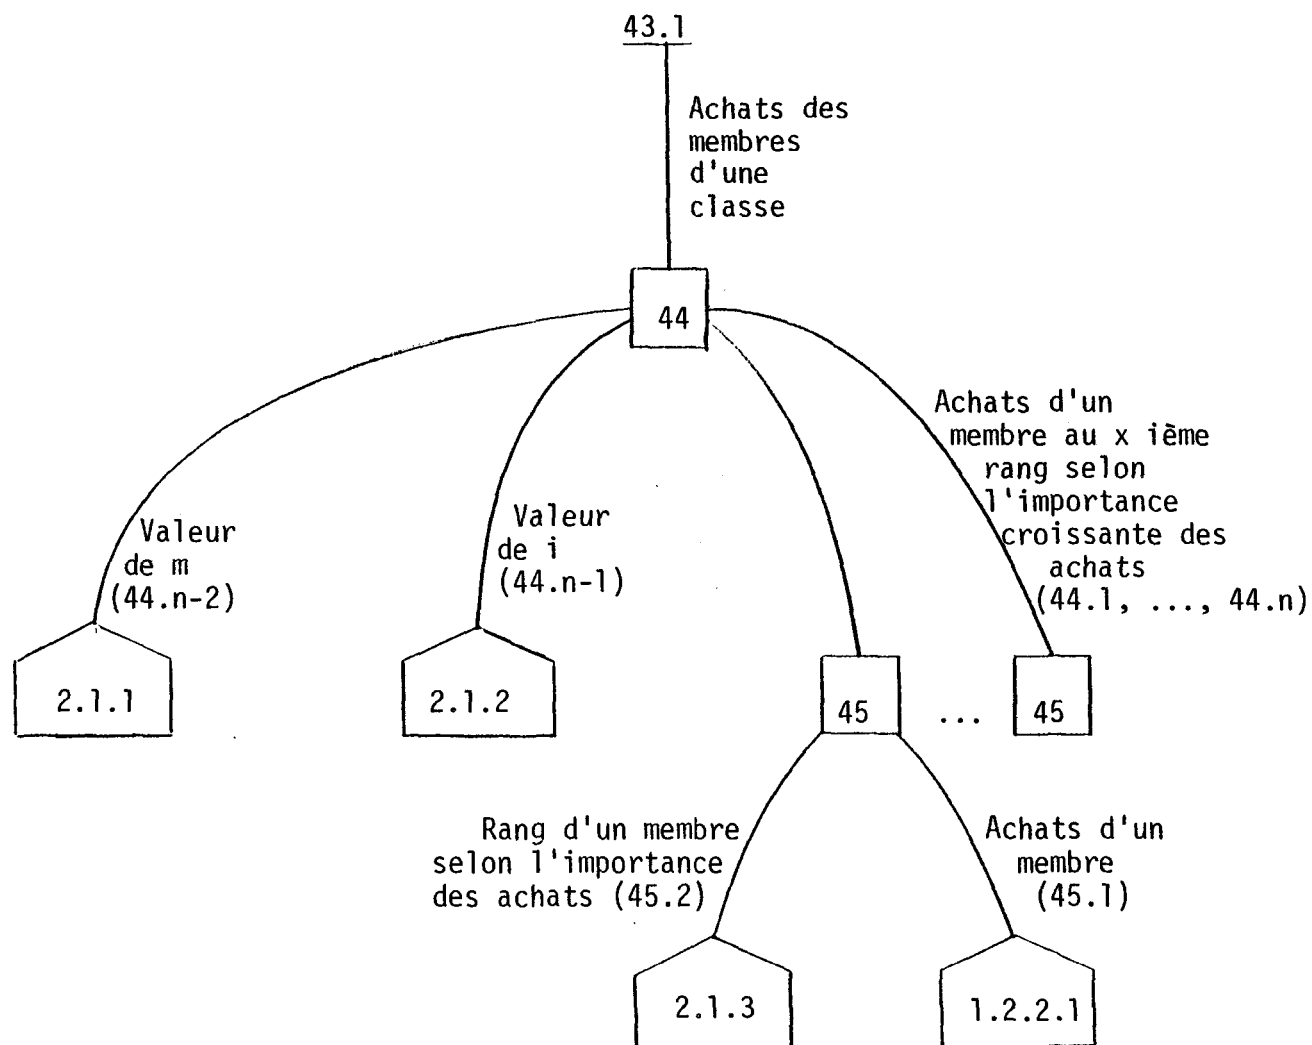 43.1
Achats des
membres
d'une
classe
44
Achats d'un
membre au x ième
rang selon
l'importance
croissante des
achats
(44.1, ..., 44.n)
Valeur
de m
(44.n-2)
Valeur
de i
(44.n-1)
2.1.1
2.1.2
45
...
45
Rang d'un membre
selon l'importance
des achats (45.2)
Achats d'un
membre
(45.1)
2.1.3
1.2.2.1